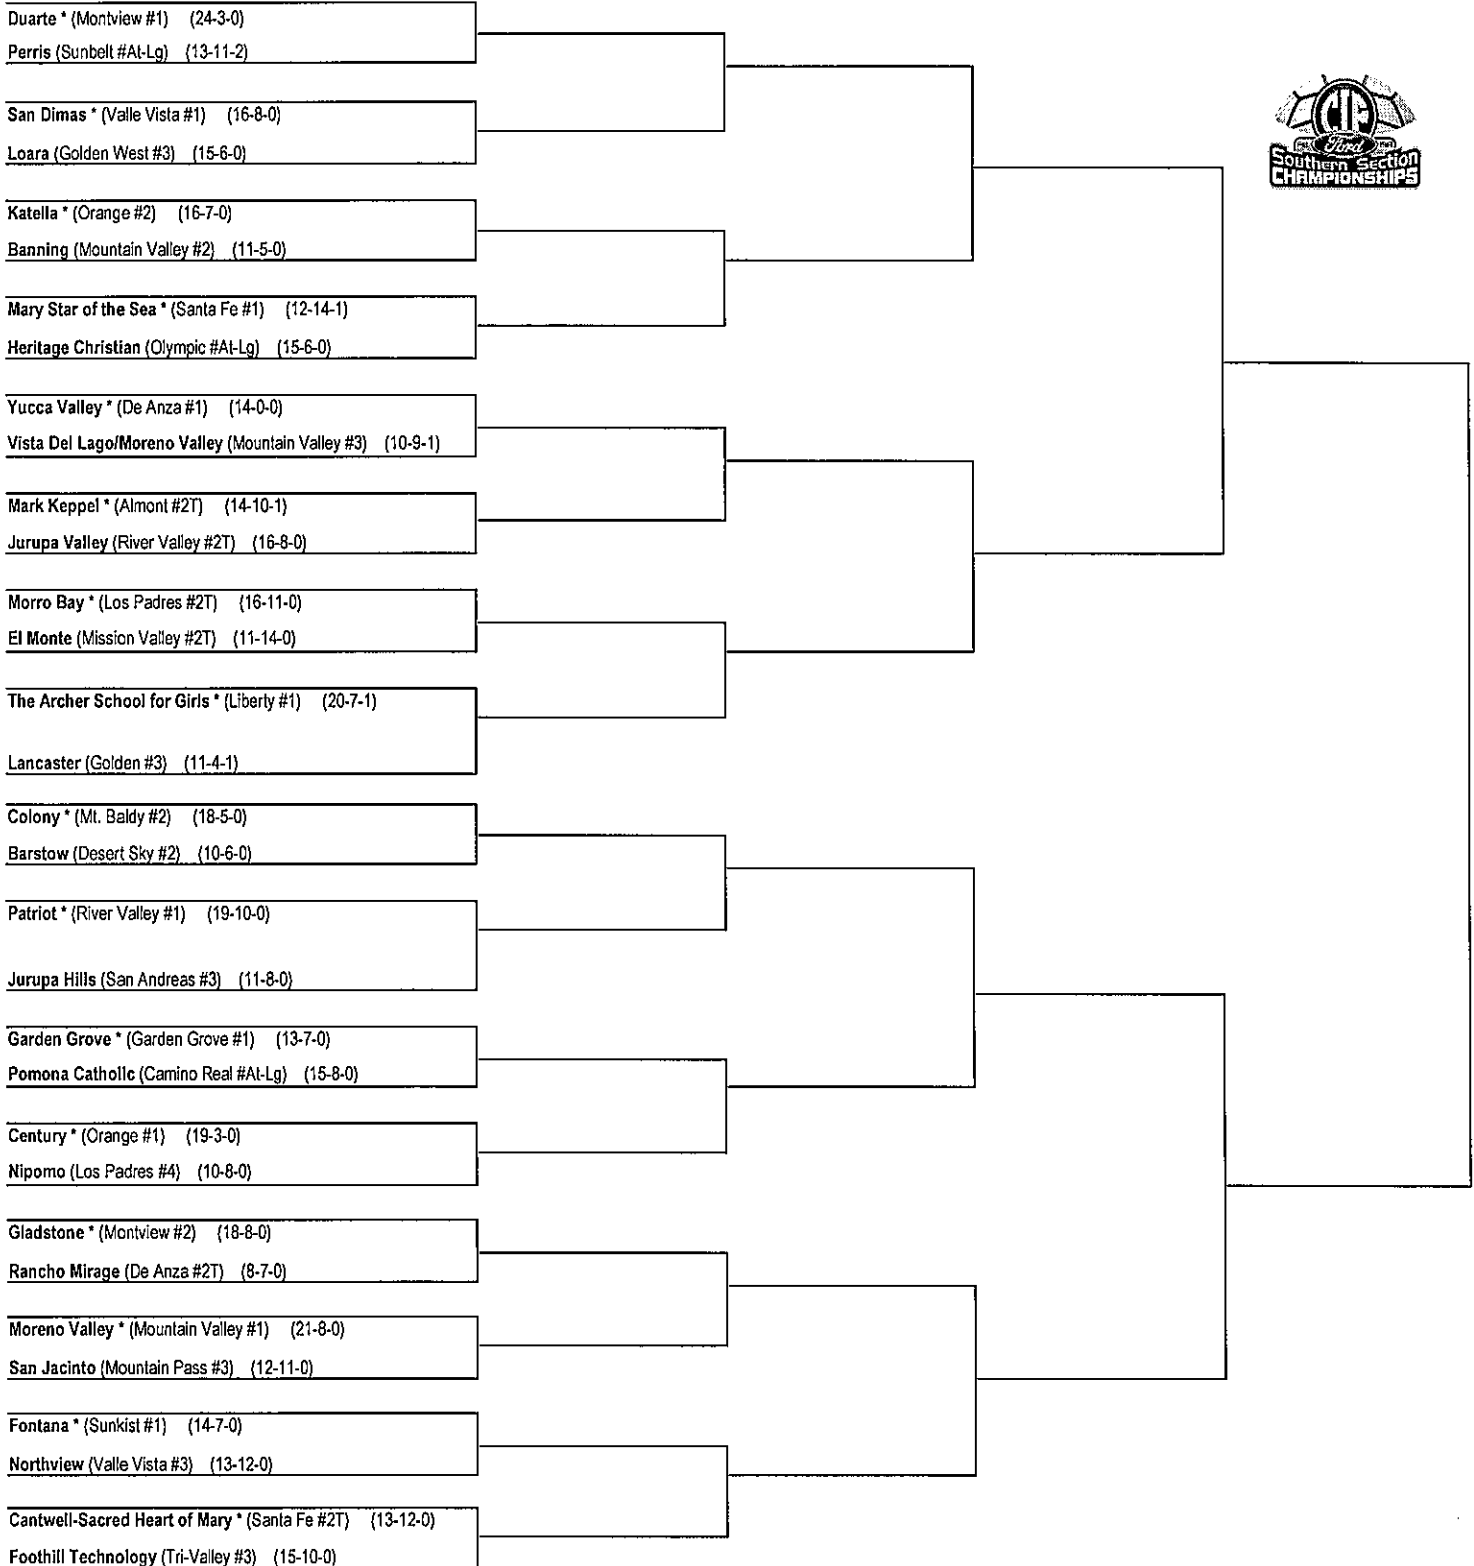 Duarte * (Montview #1) (24-3-0)
Perris (Sunbelt #At-Lg) (13-11-2)
San Dimas * (Valle Vista #1) (16-8-0)
Loara (Golden West #3) (15-6-0)
Katella * (Orange #2) (16-7-0)
Banning (Mountain Valley #2) (11-5-0)
Mary Star of the Sea * (Santa Fe #1) (12-14-1)
Heritage Christian (Olympic #At-Lg) (15-6-0)
Yucca Valley * (De Anza #1) (14-0-0)
Vista Del Lago/Moreno Valley (Mountain Valley #3) (10-9-1)
Mark Keppel * (Almont #2T) (14-10-1)
Jurupa Valley (River Valley #2T) (16-8-0)
Morro Bay * (Los Padres #2T) (16-11-0)
El Monte (Mission Valley #2T) (11-14-0)
The Archer School for Girls * (Liberty #1) (20-7-1)
Lancaster (Golden #3) (11-4-1)
Colony * (Mt. Baldy #2) (18-5-0)
Barstow (Desert Sky #2) (10-6-0)
Patriot * (River Valley #1) (19-10-0)
Jurupa Hills (San Andreas #3) (11-8-0)
Garden Grove * (Garden Grove #1) (13-7-0)
Pomona Catholic (Camino Real #At-Lg) (15-8-0)
Century * (Orange #1) (19-3-0)
Nipomo (Los Padres #4) (10-8-0)
Gladstone * (Montview #2) (18-8-0)
Rancho Mirage (De Anza #2T) (8-7-0)
Moreno Valley * (Mountain Valley #1) (21-8-0)
San Jacinto (Mountain Pass #3) (12-11-0)
Fontana * (Sunkist #1) (14-7-0)
Northview (Valle Vista #3) (13-12-0)
Cantwell-Sacred Heart of Mary * (Santa Fe #2T) (13-12-0)
Foothill Technology (Tri-Valley #3) (15-10-0)
CIF
Ford
Southern Section
CHAMPIONSHIPS